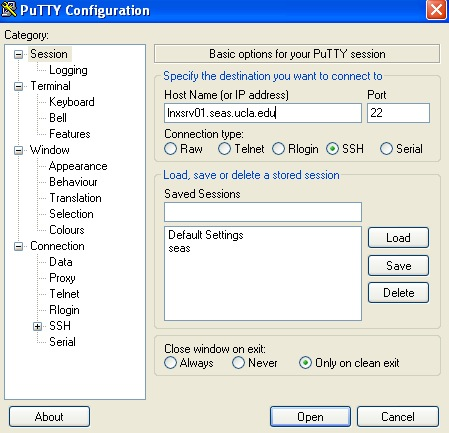 PuTTY Configuration
Category:
Session
Logging
Terminal
Keyboard
Bell
Features
Window
Appearance
Behaviour
Translation
Selection
Colours
Connection
Data
Proxy
Telnet
Rlogin
SSH
Serial
Basic options for your PuTTY session
Specify the destination you want to connect to
Host Name (or IP address) Port
lnxsrv01.seas.ucla.edu 22
Connection type:
Raw Telnet Rlogin SSH Serial
Load, save or delete a stored session
Saved Sessions
Default Settings
seas
Load
Save
Delete
Close window on exit:
Always Never Only on clean exit
About Open Cancel